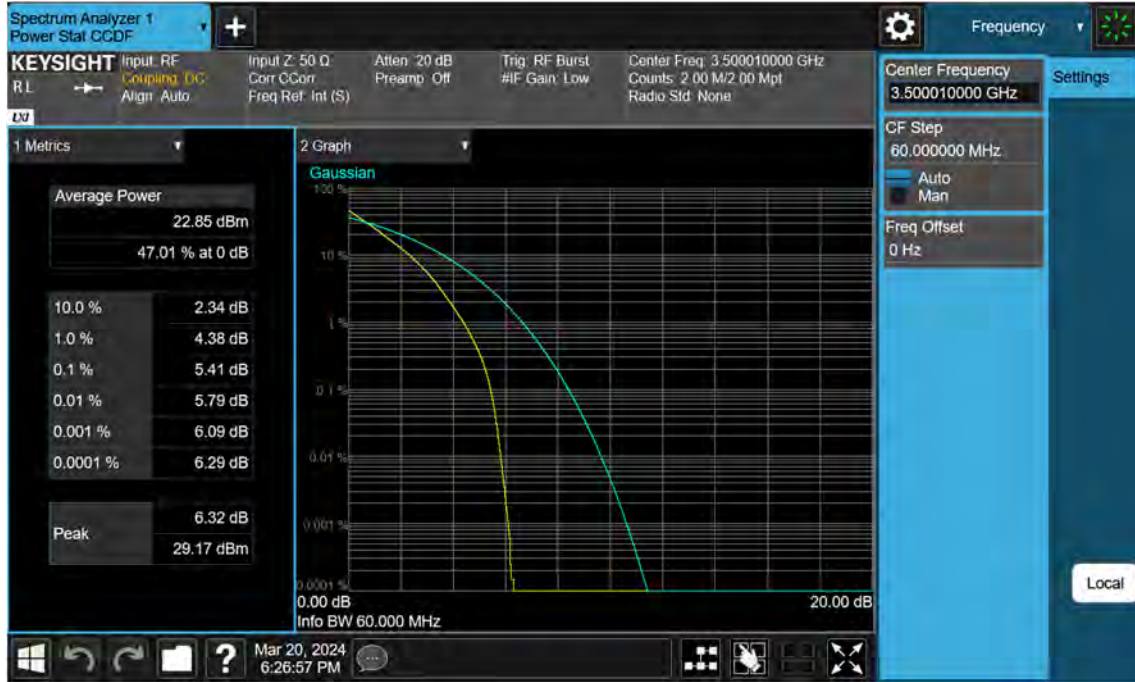 Spectrum Analyzer 1
Power Stat CCDF
+
Frequency
KEYSIGHT
RL
LXI
Input: RF
Coupling: DC
Align: Auto
Input Z: 50 Ω
Corr CCorr
Freq Ref: Int (S)
Atten: 20 dB
Preamp: Off
Trig: RF Burst
#IF Gain: Low
Center Freq: 3.500010000 GHz
Counts: 2.00 M/2.00 Mpt
Radio Std: None
Center Frequency
3.500010000 GHz
Settings
CF Step
60.000000 MHz
Auto
Man
Freq Offset
0 Hz
1 Metrics
Average Power
22.85 dBm
47.01 % at 0 dB
10.0 % 2.34 dB
1.0 % 4.38 dB
0.1 % 5.41 dB
0.01 % 5.79 dB
0.001 % 6.09 dB
0.0001 % 6.29 dB
Peak
6.32 dB
29.17 dBm
2 Graph
Gaussian
100 %
10 %
1 %
0.1 %
0.01 %
0.001 %
0.0001 %
0.00 dB 20.00 dB
Info BW 60.000 MHz
Local
?
Mar 20, 2024
6:26:57 PM